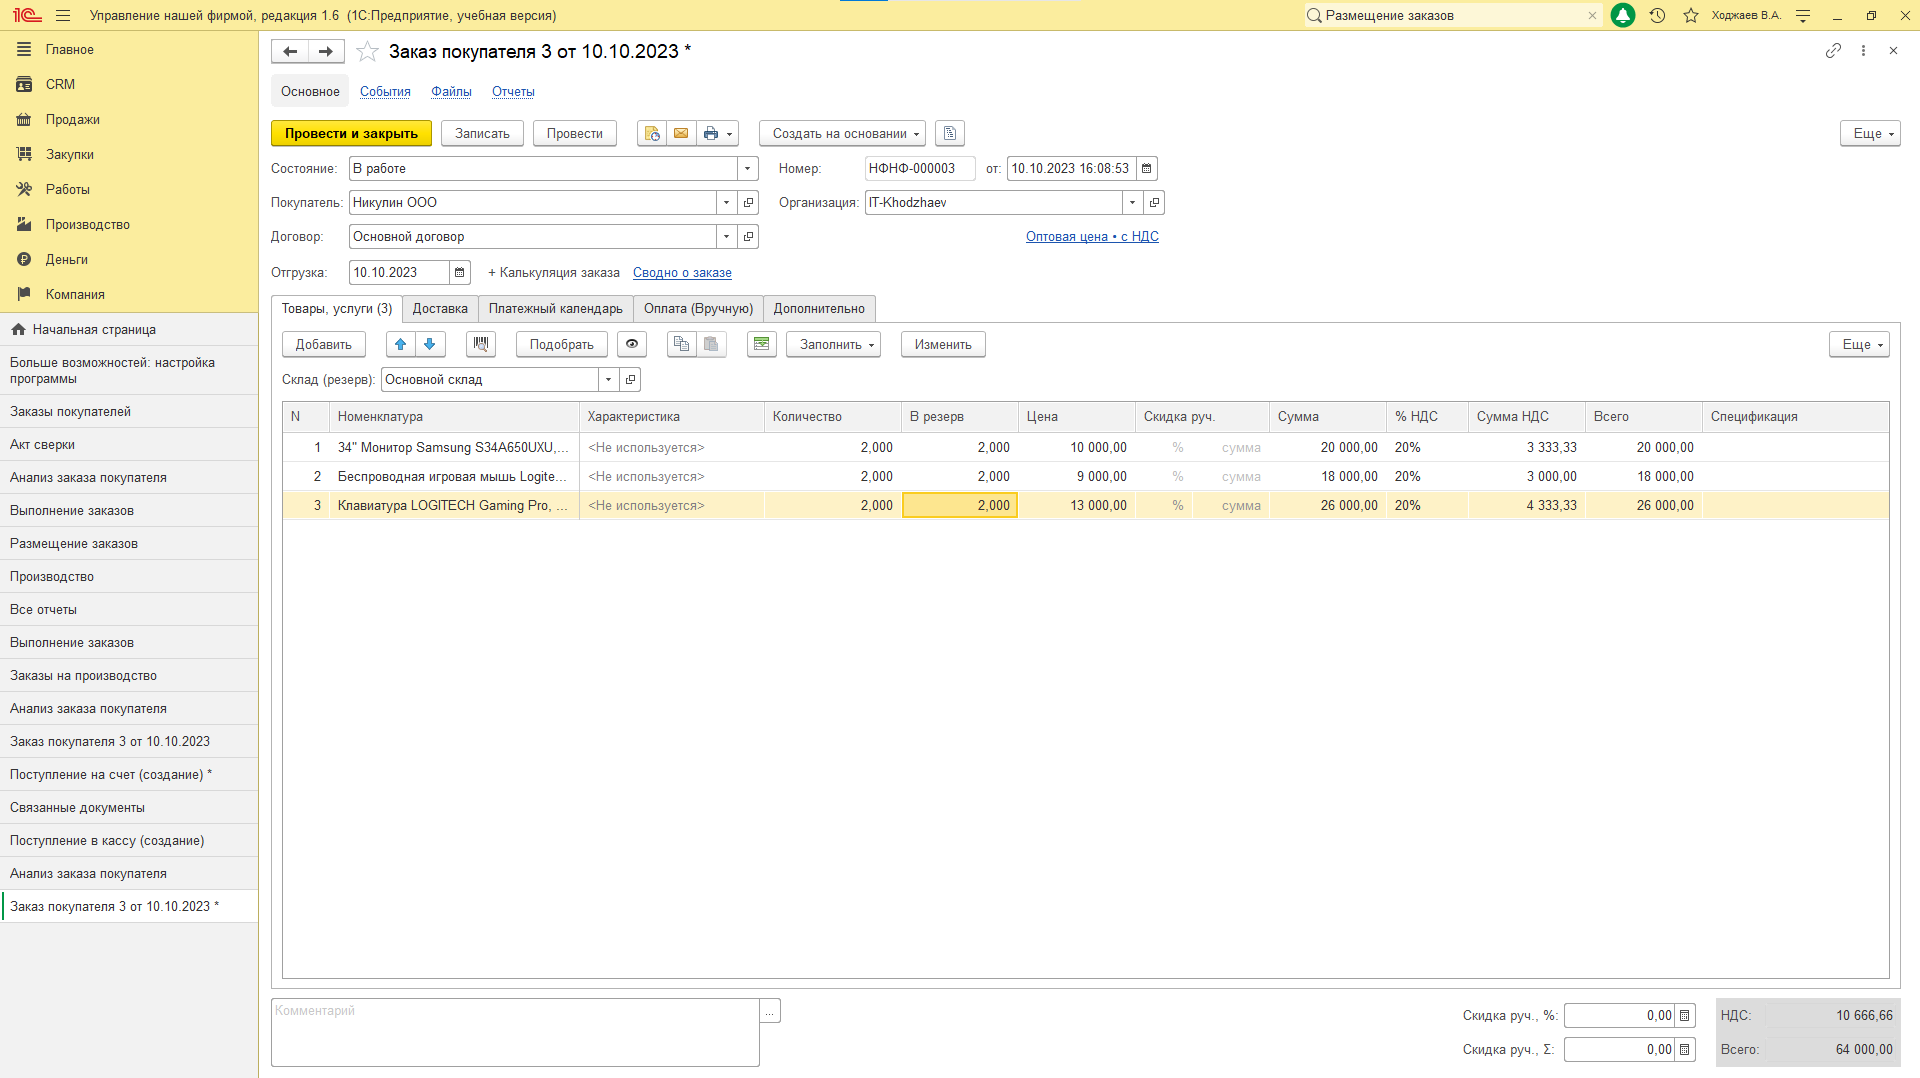 Управление нашей фирмой, редакция 1.6 (1С:Предприятие, учебная версия)
Размещение заказов
Ходжаев В.А.
Главное
CRM
Продажи
Закупки
Работы
Производство
Деньги
Компания
Начальная страница
Больше возможностей: настройка
программы
Заказы покупателей
Акт сверки
Анализ заказа покупателя
Выполнение заказов
Размещение заказов
Производство
Все отчеты
Выполнение заказов
Заказы на производство
Анализ заказа покупателя
Заказ покупателя 3 от 10.10.2023
Поступление на счет (создание) *
Связанные документы
Поступление в кассу (создание)
Анализ заказа покупателя
Заказ покупателя 3 от 10.10.2023 *
Заказ покупателя 3 от 10.10.2023 *
Основное События Файлы Отчеты
Провести и закрыть Записать Провести Создать на основании Еще
Состояние: В работе Номер: НФНФ-000003 от: 10.10.2023 16:08:53
Покупатель: Никулин ООО Организация: IT-Khodzhaev
Договор: Основной договор Оптовая цена • с НДС
Отгрузка: 10.10.2023 + Калькуляция заказа Сводно о заказе
Товары, услуги (3) Доставка Платежный календарь Оплата (Вручную) Дополнительно
Добавить Подобрать Заполнить Изменить Еще
Склад (резерв): Основной склад
N Номенклатура Характеристика Количество В резерв Цена Скидка руч. Сумма % НДС Сумма НДС Всего Спецификация
1 34" Монитор Samsung S34A650UXU,... <Не используется> 2,000 2,000 10 000,00 % сумма 20 000,00 20% 3 333,33 20 000,00
2 Беспроводная игровая мышь Logite... <Не используется> 2,000 2,000 9 000,00 % сумма 18 000,00 20% 3 000,00 18 000,00
3 Клавиатура LOGITECH Gaming Pro, ... <Не используется> 2,000 2,000 13 000,00 % сумма 26 000,00 20% 4 333,33 26 000,00
Комментарий ...
Скидка руч., %: 0,00 НДС: 10 666,66
Скидка руч., Σ: 0,00 Всего: 64 000,00